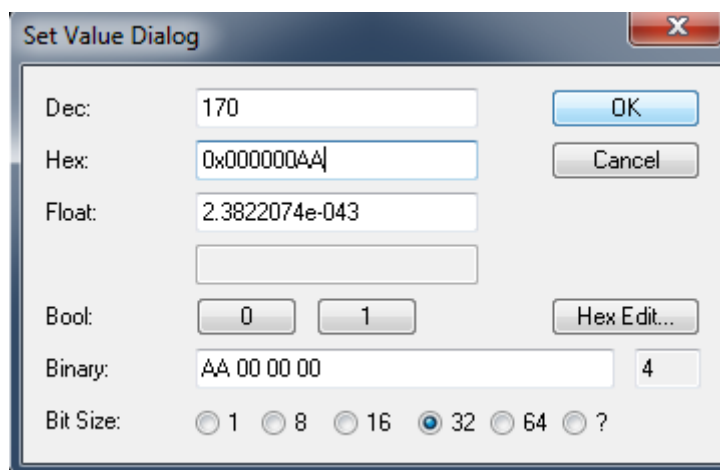 Set Value Dialog
Dec: 170 OK
Hex: 0x000000AA Cancel
Float: 2.3822074e-043
Bool: 0 1 Hex Edit...
Binary: AA 00 00 00 4
Bit Size: 1 8 16 32 64 ?